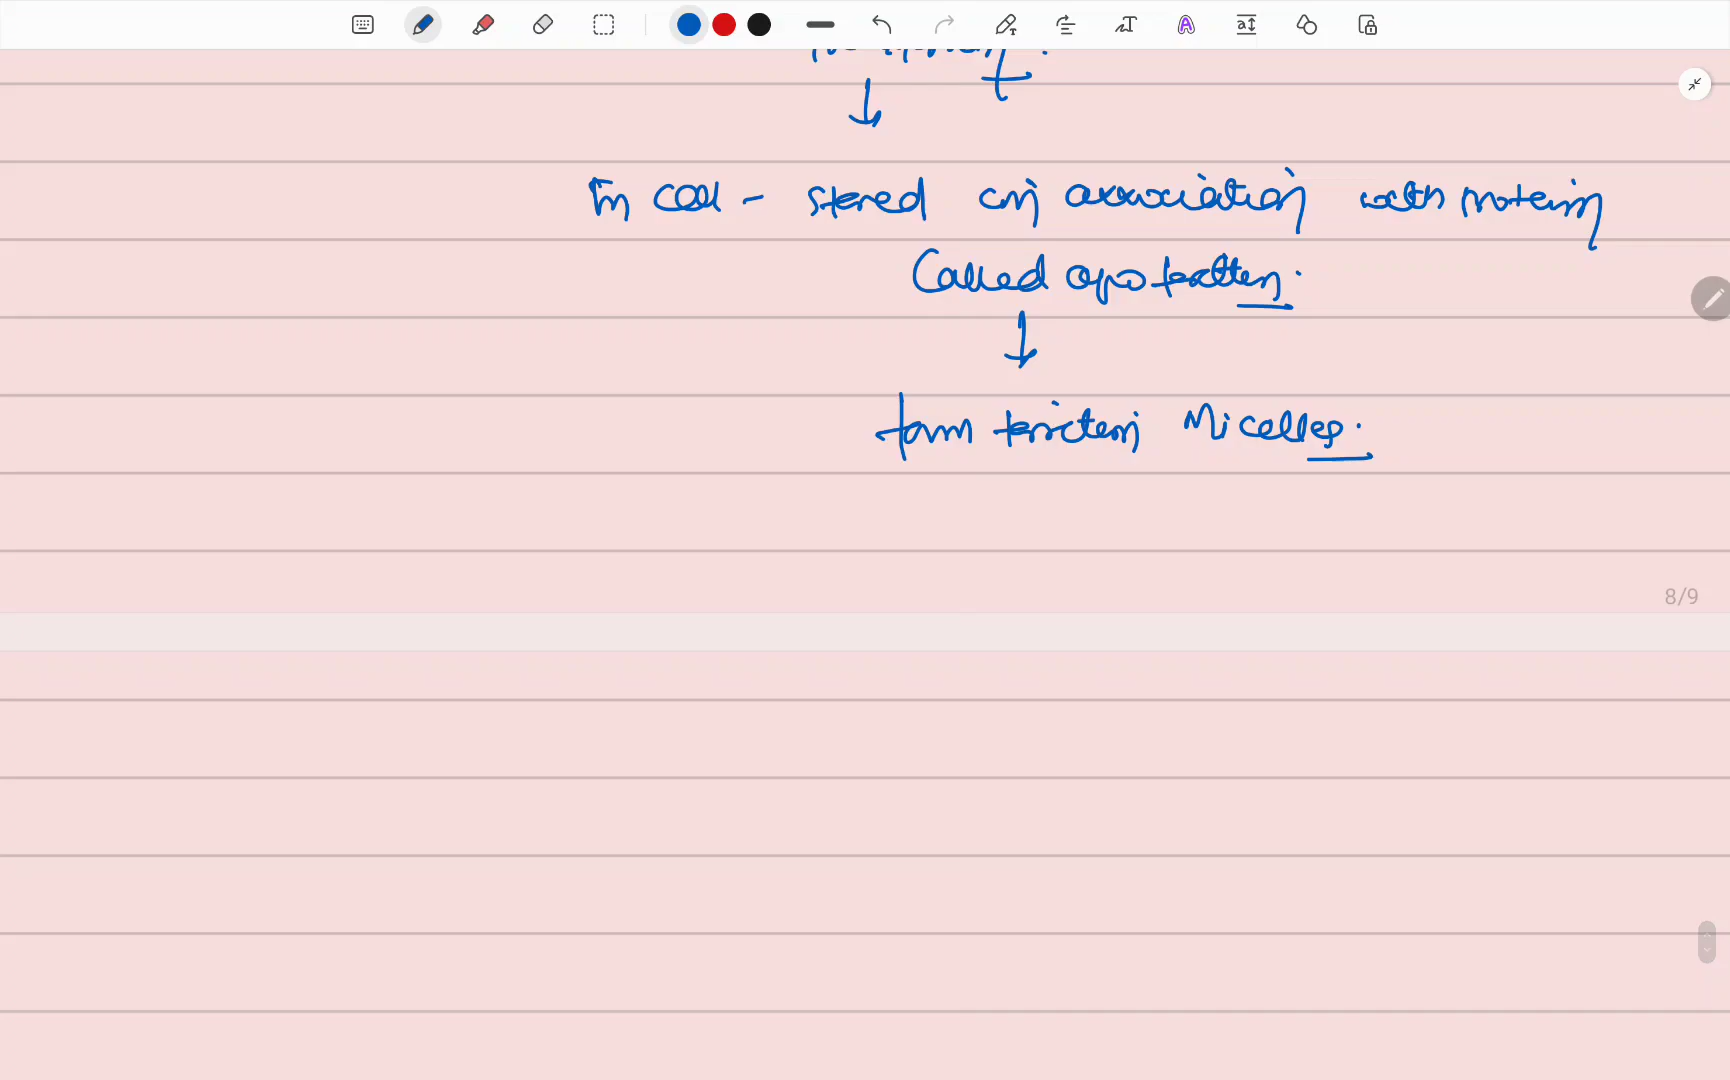 In cell - stored in association with protein
Called apoferritin.
form ferritin Micelles.
8/9